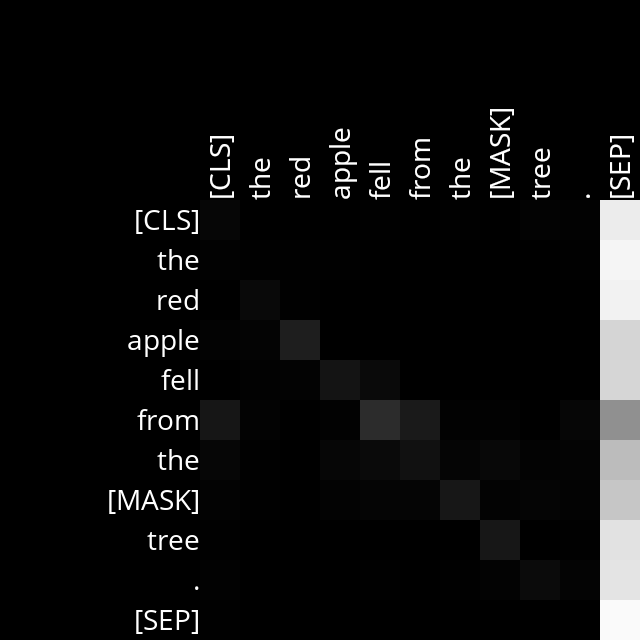 [CLS] the red apple fell from the [MASK] tree . [SEP]
[CLS]
the
red
apple
fell
from
the
[MASK]
tree
.
[SEP]